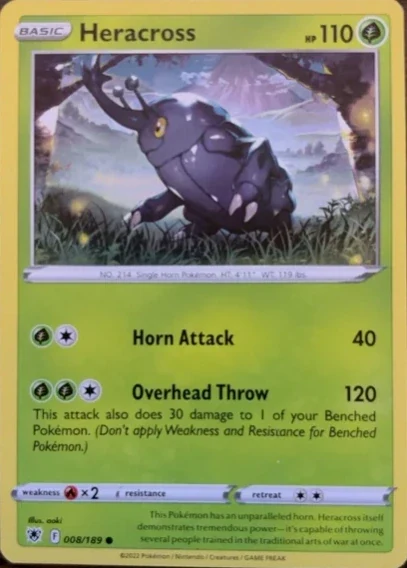 BASIC Heracross HP 110
NO. 214 Single Horn Pokémon HT: 4'11" WT: 119 lbs.
Horn Attack 40
Overhead Throw 120
This attack also does 30 damage to 1 of your Benched
Pokémon. (Don't apply Weakness and Resistance for Benched
Pokémon.)
weakness ×2 resistance retreat
Illus. aoki
F 008/189
This Pokémon has an unparalleled horn. Heracross itself
demonstrates tremendous power—it's capable of throwing
several people trained in the traditional arts of war at once.
©2022 Pokémon / Nintendo / Creatures / GAME FREAK